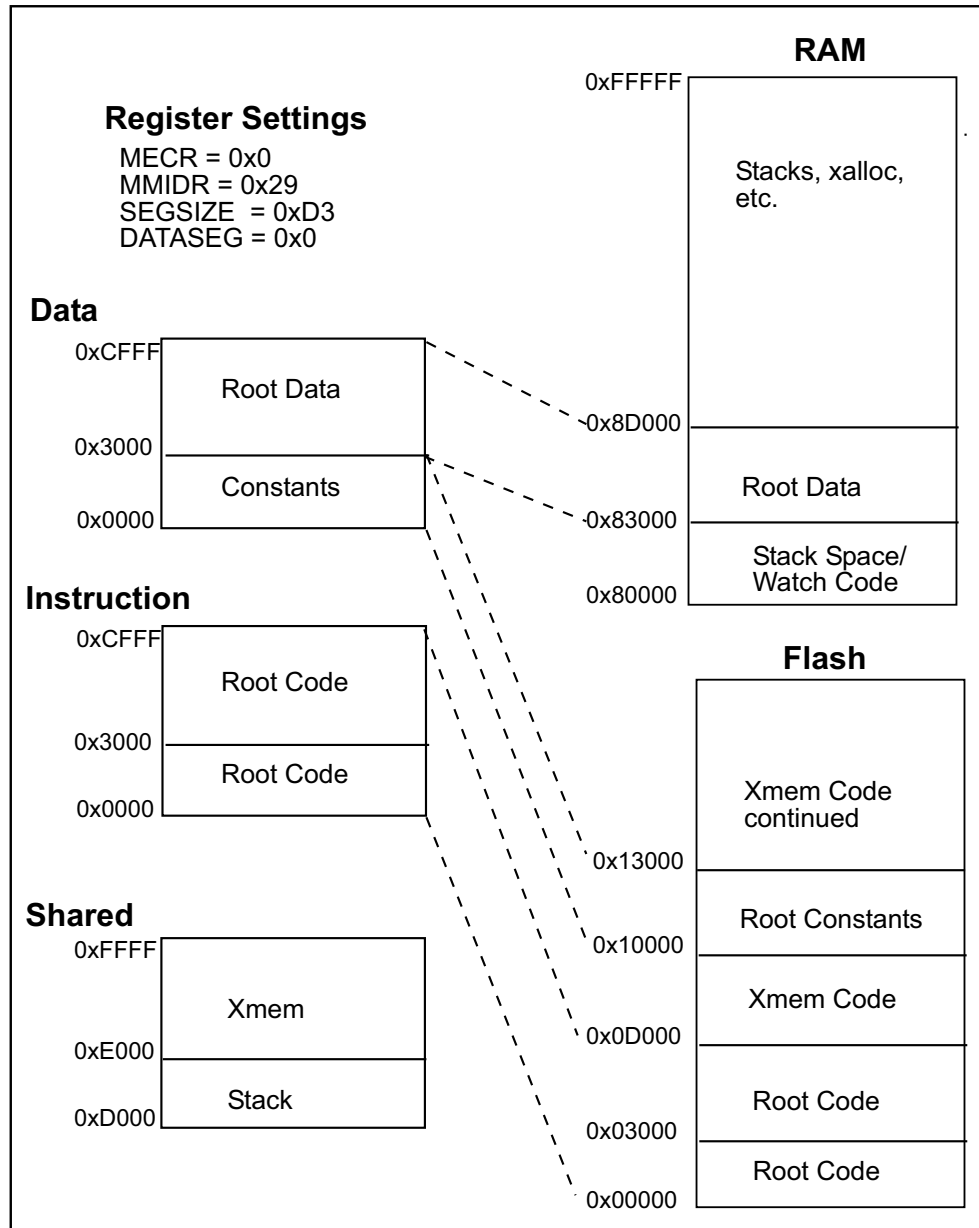 Register Settings
MECR = 0x0
MMIDR = 0x29
SEGSIZE = 0xD3
DATASEG = 0x0
Data
0xCFFF
Root Data
0x3000
Constants
0x0000
Instruction
0xCFFF
Root Code
0x3000
Root Code
0x0000
Shared
0xFFFF
Xmem
0xE000
Stack
0xD000
RAM
0xFFFFF
Stacks, xalloc,
etc.
0x8D000
Root Data
0x83000
Stack Space/
Watch Code
0x80000
Flash
Xmem Code
continued
0x13000
Root Constants
0x10000
Xmem Code
0x0D000
Root Code
0x03000
Root Code
0x00000